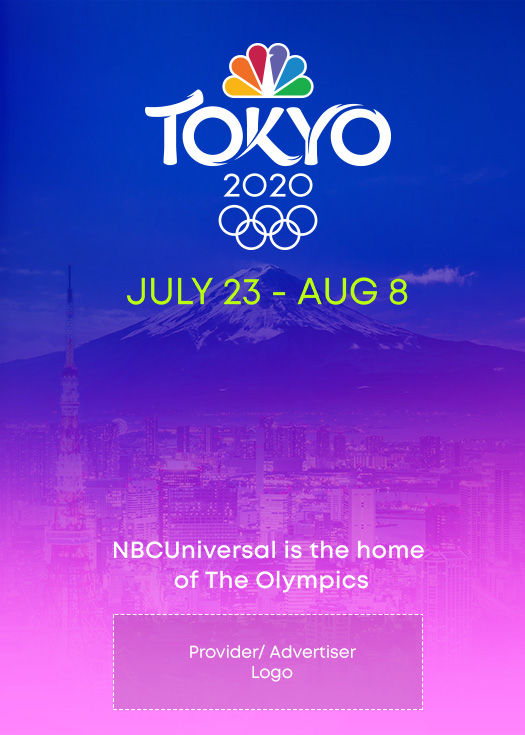 TOKYO
2020
JULY 23 - AUG 8
NBCUniversal is the home
of The Olympics
Provider/ Advertiser
Logo